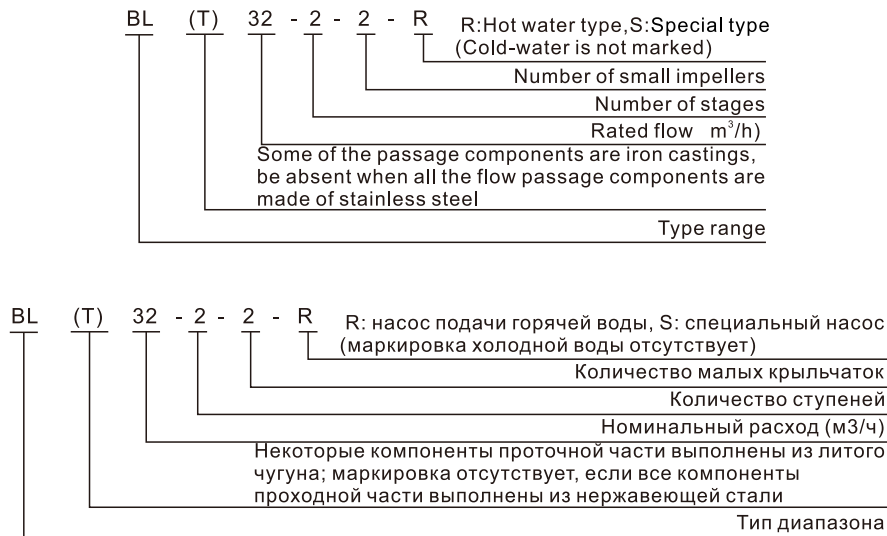 BL (T) 32 - 2 - 2 - R
R:Hot water type,S:Special type
(Cold-water is not marked)
Number of small impellers
Number of stages
Rated flow m³/h)
Some of the passage components are iron castings,
be absent when all the flow passage components are
made of stainless steel
Type range
BL (T) 32 - 2 - 2 - R
R: насос подачи горячей воды, S: специальный насос
(маркировка холодной воды отсутствует)
Количество малых крыльчаток
Количество ступеней
Номинальный расход (м3/ч)
Некоторые компоненты проточной части выполнены из литого
чугуна; маркировка отсутствует, если все компоненты
проходной части выполнены из нержавеющей стали
Тип диапазона